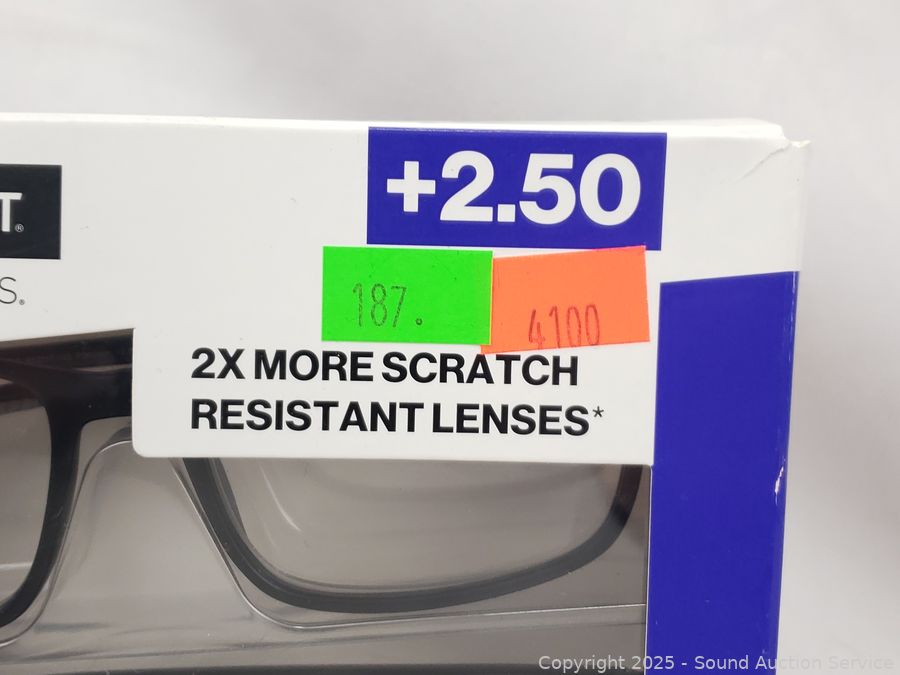 +2.50
T®
S®
187.
4100
2X MORE SCRATCH
RESISTANT LENSES*
Copyright 2025 - Sound Auction Service